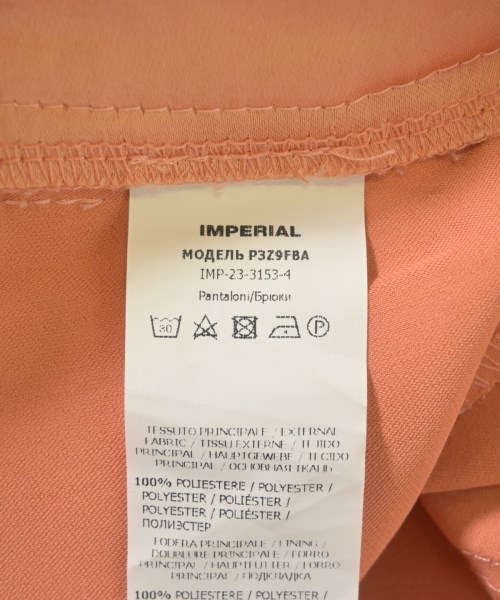 IMPERIAL
МОДЕЛЬ P3Z9FBA
IMP-23-3153-4
Pantaloni/Брюки
30
P
TESSUTO PRINCIPALE / EXTERNAL
FABRIC / TISSU EXTERNE / TEJIDO
PRINCIPAL / HAUPTGEWEBE / TECIDO
PRINCIPAL / ОСНОВНАЯ ТКАНЬ
100% POLIESTERE / POLYESTER /
POLYESTER / POLIÉSTER /
POLYESTER / POLIÉSTER /
ПОЛИЭСТЕР
FODERA PRINCIPALE / LINING /
DOUBLURE PRINCIPALE / FORRO
PRINCIPAL / HAUPTFUTTER / FORRO
PRINCIPAL / ПОДКЛАДКА
100% POLIESTERE / POLYESTER /